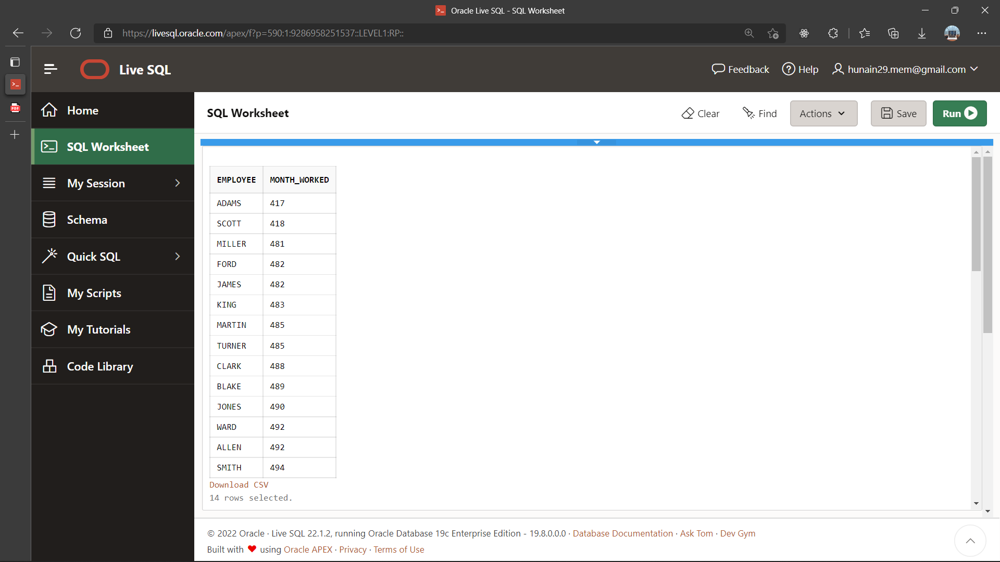 Oracle Live SQL - SQL Worksheet
https://livesql.oracle.com/apex/f?p=590:1:9286958251537::LEVEL1:RP::
Live SQL
Feedback
Help
hunain29.mem@gmail.com
PDF
Home
SQL Worksheet
My Session
Schema
Quick SQL
My Scripts
My Tutorials
Code Library
SQL Worksheet
Clear
Find
Actions
Save
Run
EMPLOYEE MONTH_WORKED
ADAMS 417
SCOTT 418
MILLER 481
FORD 482
JAMES 482
KING 483
MARTIN 485
TURNER 485
CLARK 488
BLAKE 489
JONES 490
WARD 492
ALLEN 492
SMITH 494
Download CSV
14 rows selected.
© 2022 Oracle · Live SQL 22.1.2, running Oracle Database 19c Enterprise Edition - 19.8.0.0.0 · Database Documentation · Ask Tom · Dev Gym
Built with ❤ using Oracle APEX · Privacy · Terms of Use